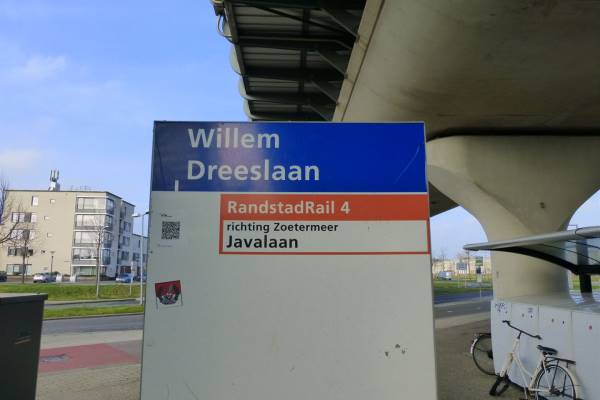 Willem
Dreeslaan
RandstadRail 4
richting Zoetermeer
Javalaan